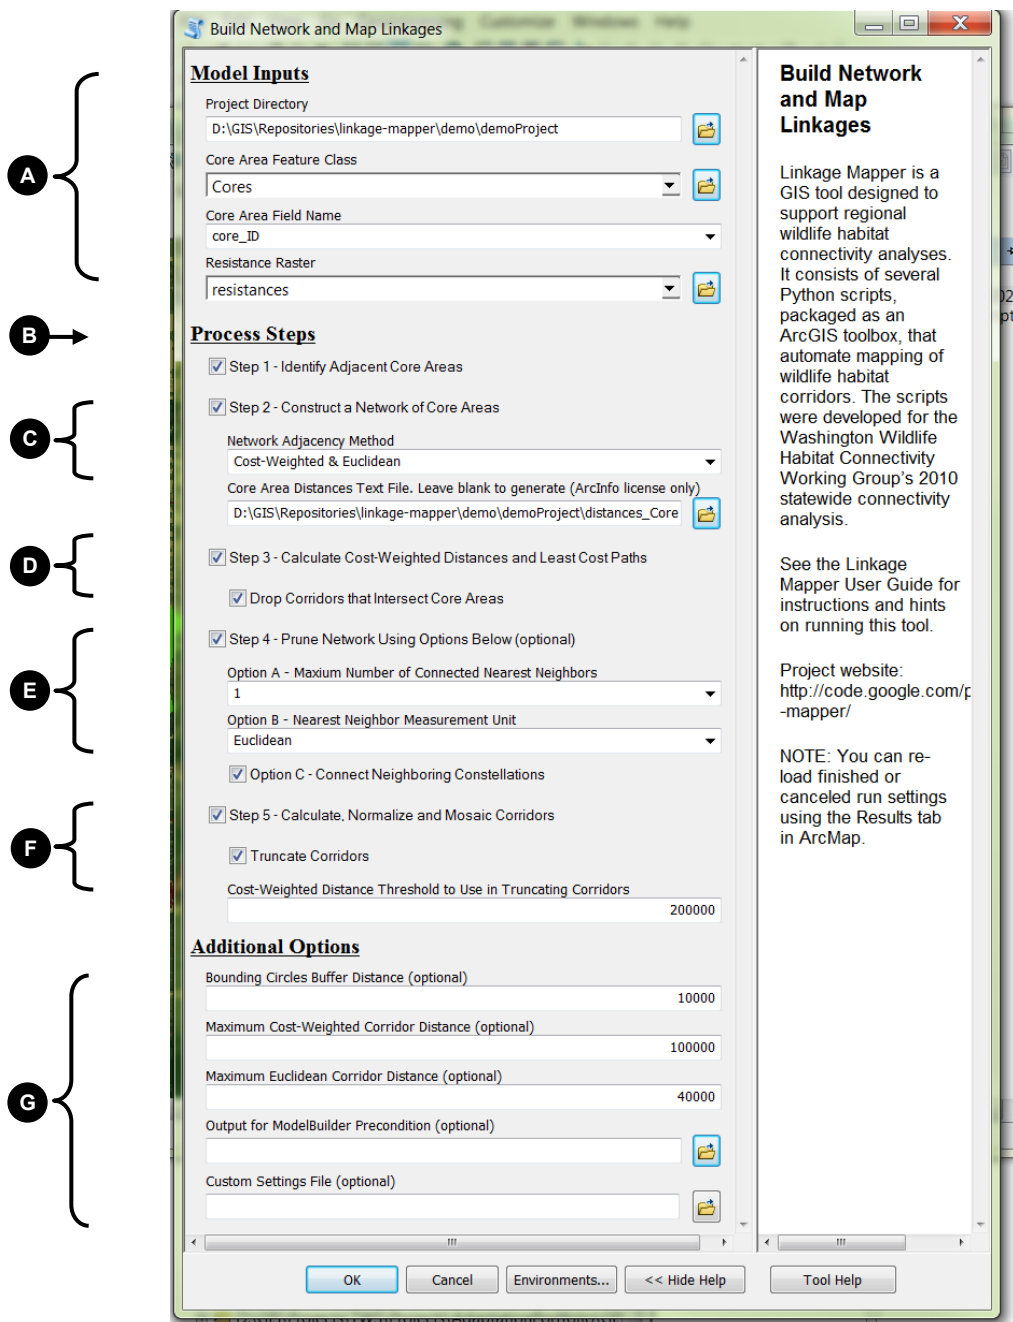 Build Network and Map Linkages
Customize Windows Help
A
B
C
D
E
F
G
Model Inputs
Project Directory
D:\GIS\Repositories\linkage-mapper\demo\demoProject
Core Area Feature Class
Cores
Core Area Field Name
core_ID
Resistance Raster
resistances
Process Steps
Step 1 - Identify Adjacent Core Areas
Step 2 - Construct a Network of Core Areas
Network Adjacency Method
Cost-Weighted & Euclidean
Core Area Distances Text File. Leave blank to generate (ArcInfo license only)
D:\GIS\Repositories\linkage-mapper\demo\demoProject\distances_Core
Step 3 - Calculate Cost-Weighted Distances and Least Cost Paths
Drop Corridors that Intersect Core Areas
Step 4 - Prune Network Using Options Below (optional)
Option A - Maxium Number of Connected Nearest Neighbors
1
Option B - Nearest Neighbor Measurement Unit
Euclidean
Option C - Connect Neighboring Constellations
Step 5 - Calculate, Normalize and Mosaic Corridors
Truncate Corridors
Cost-Weighted Distance Threshold to Use in Truncating Corridors
200000
Additional Options
Bounding Circles Buffer Distance (optional)
10000
Maximum Cost-Weighted Corridor Distance (optional)
100000
Maximum Euclidean Corridor Distance (optional)
40000
Output for ModelBuilder Precondition (optional)
Custom Settings File (optional)
OK
Cancel
Environments...
<< Hide Help
Tool Help
Build Network
and Map
Linkages
Linkage Mapper is a
GIS tool designed to
support regional
wildlife habitat
connectivity analyses.
It consists of several
Python scripts,
packaged as an
ArcGIS toolbox, that
automate mapping of
wildlife habitat
corridors. The scripts
were developed for the
Washington Wildlife
Habitat Connectivity
Working Group's 2010
statewide connectivity
analysis.
See the Linkage
Mapper User Guide for
instructions and hints
on running this tool.
Project website:
http://code.google.com/p
-mapper/
NOTE: You can re-
load finished or
canceled run settings
using the Results tab
in ArcMap.